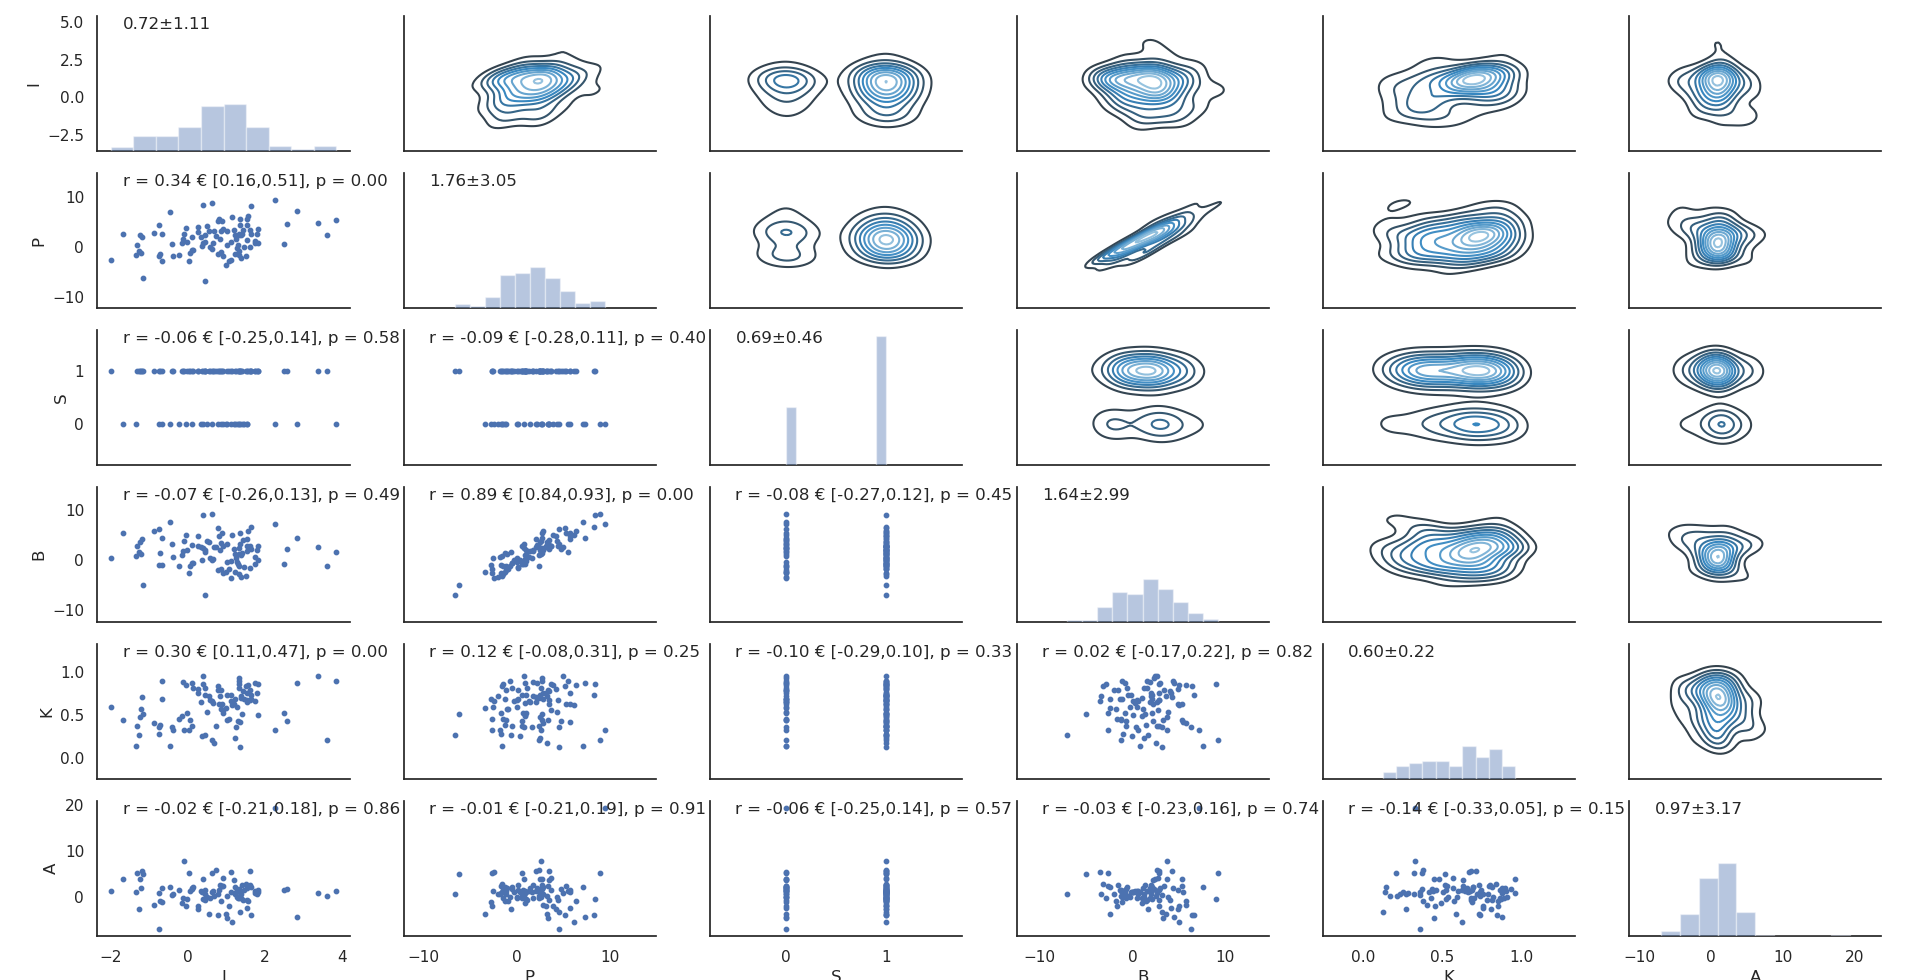 5.0
2.5
0.0
−2.5
I
0.72±1.11
10
0
−10
P
r = 0.34 € [0.16,0.51], p = 0.00
1.76±3.05
1
0
S
r = -0.06 € [-0.25,0.14], p = 0.58
r = -0.09 € [-0.28,0.11], p = 0.40
0.69±0.46
10
0
−10
B
r = -0.07 € [-0.26,0.13], p = 0.49
r = 0.89 € [0.84,0.93], p = 0.00
r = -0.08 € [-0.27,0.12], p = 0.45
1.64±2.99
1.0
0.5
0.0
K
r = 0.30 € [0.11,0.47], p = 0.00
r = 0.12 € [-0.08,0.31], p = 0.25
r = -0.10 € [-0.29,0.10], p = 0.33
r = 0.02 € [-0.17,0.22], p = 0.82
0.60±0.22
20
10
0
A
r = -0.02 € [-0.21,0.18], p = 0.86
r = -0.01 € [-0.21,0.19], p = 0.91
r = -0.06 € [-0.25,0.14], p = 0.57
r = -0.03 € [-0.23,0.16], p = 0.74
r = -0.14 € [-0.33,0.05], p = 0.15
0.97±3.17
−2 0 2 4
−10 0 10
0 1
−10 0 10
0.0 0.5 1.0
−10 0 10 20
I
P
S
B
K
A